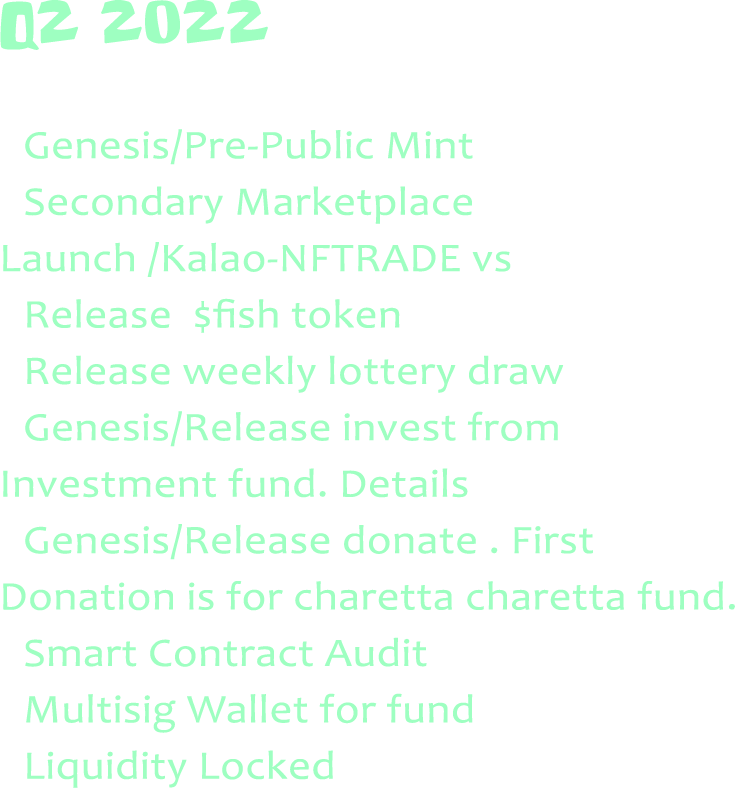 Q2 2022
Genesis/Pre-Public Mint
Secondary Marketplace
Launch /Kalao-NFTRADE vs
Release $fish token
Release weekly lottery draw
Genesis/Release invest from
Investment fund. Details
Genesis/Release donate . First
Donation is for charetta charetta fund.
Smart Contract Audit
Multisig Wallet for fund
Liquidity Locked